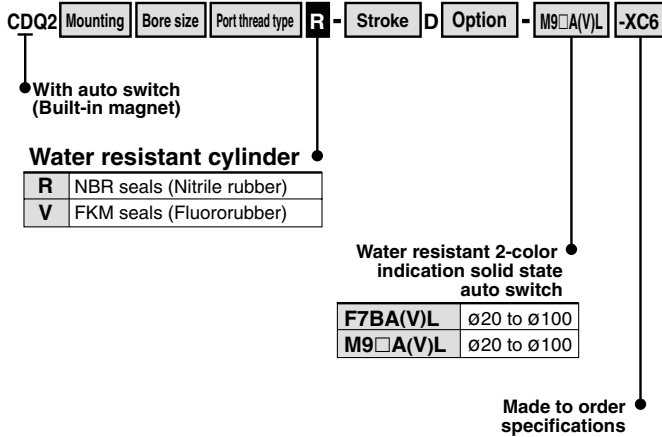 CDQ2 Mounting Bore size Port thread type R - Stroke D Option - M9□A(V)L -XC6
With auto switch
(Built-in magnet)
Water resistant cylinder
R NBR seals (Nitrile rubber)
V FKM seals (Fluororubber)
Water resistant 2-color
indication solid state
auto switch
F7BA(V)L ø20 to ø100
M9□A(V)L ø20 to ø100
Made to order
specifications